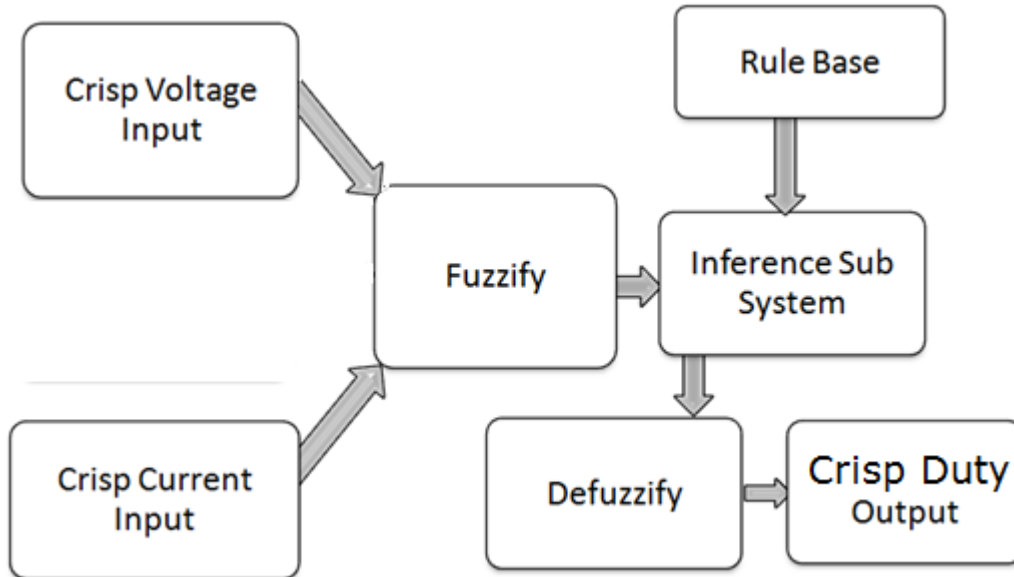 Crisp Voltage
Input
Rule Base
Fuzzify
Inference Sub
System
Crisp Current
Input
Defuzzify
Crisp Duty
Output